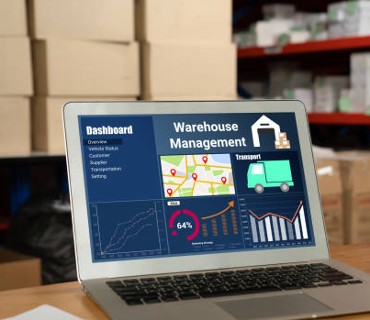 Dashboard
Overview
Vehicle Status
Customer
Supplier
Transportation
Setting
Warehouse
Management
Transport
64%